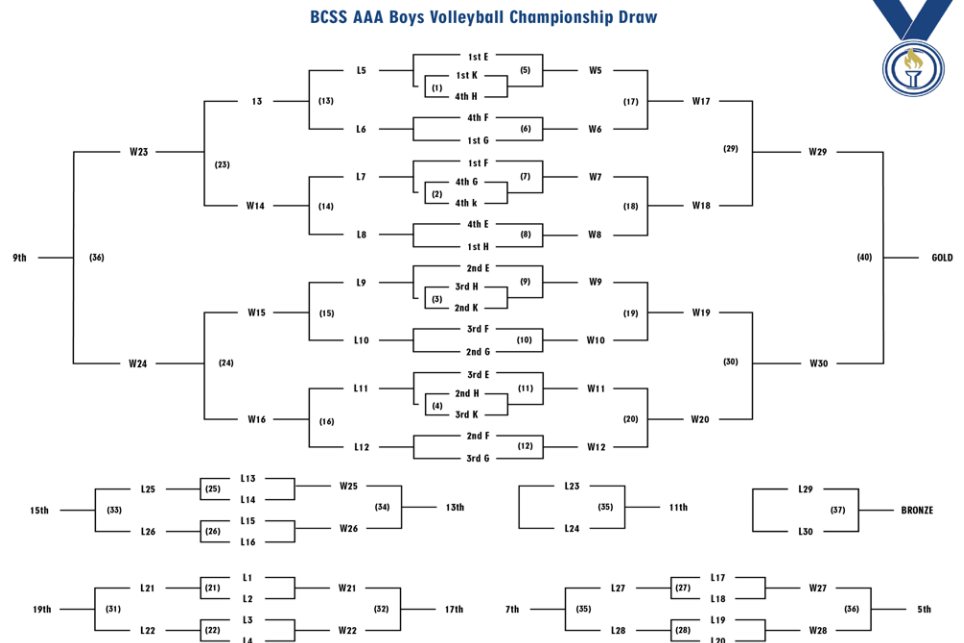 BCSS AAA Boys Volleyball Championship Draw
1st E
L5 1st K (5) W5
(1)
4th H
13 (13) (17) W17
4th F
L6 (6) W6
1st G
W23 (23) (29) W29
1st F
L7 4th G (7) W7
(2)
4th k
W14 (14) (18) W18
4th E
L8 (8) W8
1st H
9th (36) (40) GOLD
2nd E
L9 3rd H (9) W9
(3)
2nd K
W15 (15) (19) W19
3rd F
L10 (10) W10
2nd G
W24 (24) (30) W30
3rd E
L11 2nd H (11) W11
(4)
3rd K
W16 (16) (20) W20
2nd F
L12 (12) W12
3rd G
L13
L25 (25) W25
L14
15th (33) (34) 13th
L15
L26 (26) W26
L16
L23
(35) 11th
L24
L29
(37) BRONZE
L30
L1
L21 (21) W21
L2
19th (31) (32) 17th
L3
L22 (22) W22
L4
L17
L27 (27) W27
L18
7th (35) (36) 5th
L19
L28 (28) W28
L20